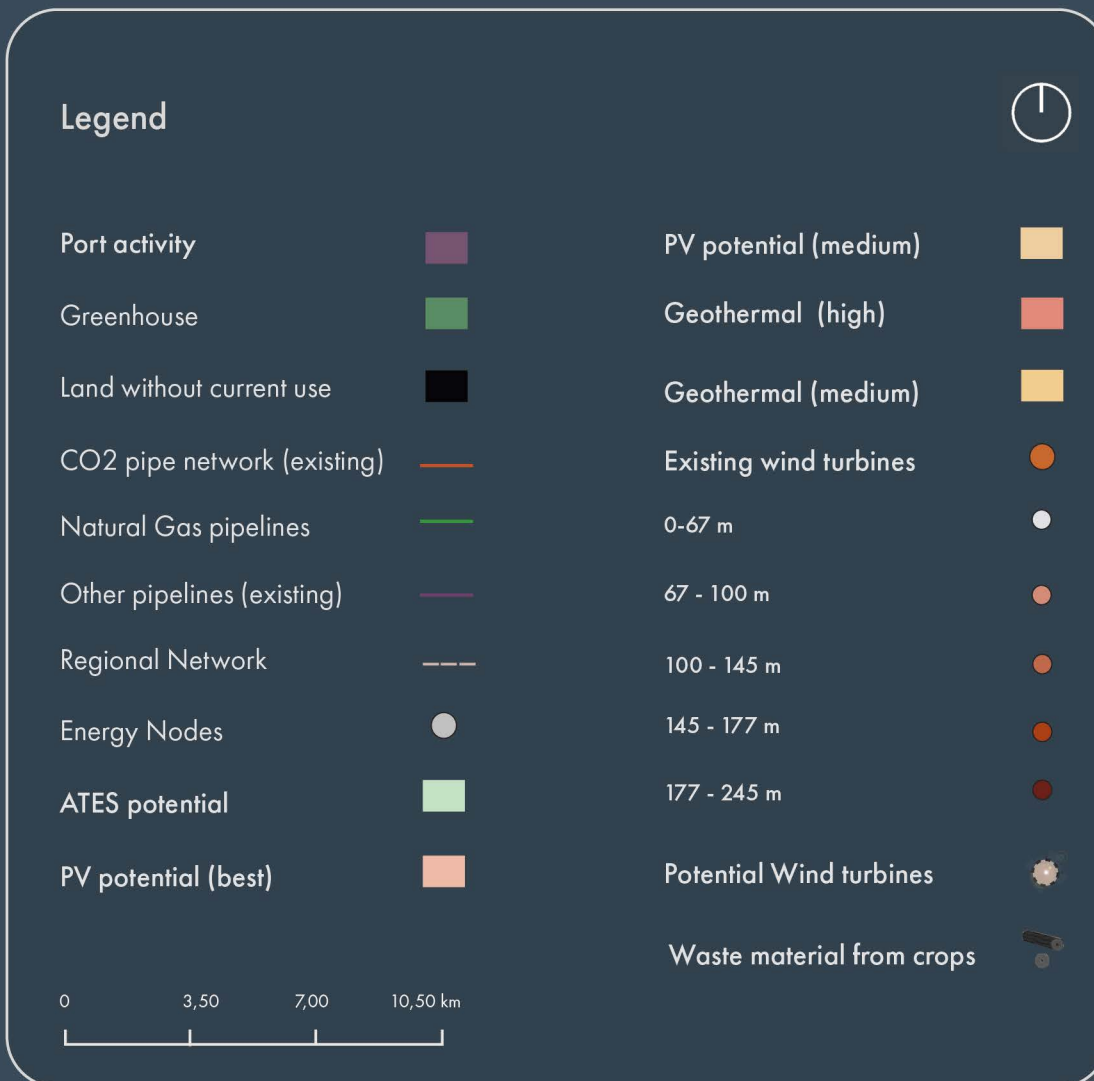 Legend
Port activity
Greenhouse
Land without current use
CO2 pipe network (existing)
Natural Gas pipelines
Other pipelines (existing)
Regional Network
Energy Nodes
ATES potential
PV potential (best)
0 3,50 7,00 10,50 km
PV potential (medium)
Geothermal (high)
Geothermal (medium)
Existing wind turbines
0-67 m
67 - 100 m
100 - 145 m
145 - 177 m
177 - 245 m
Potential Wind turbines
Waste material from crops